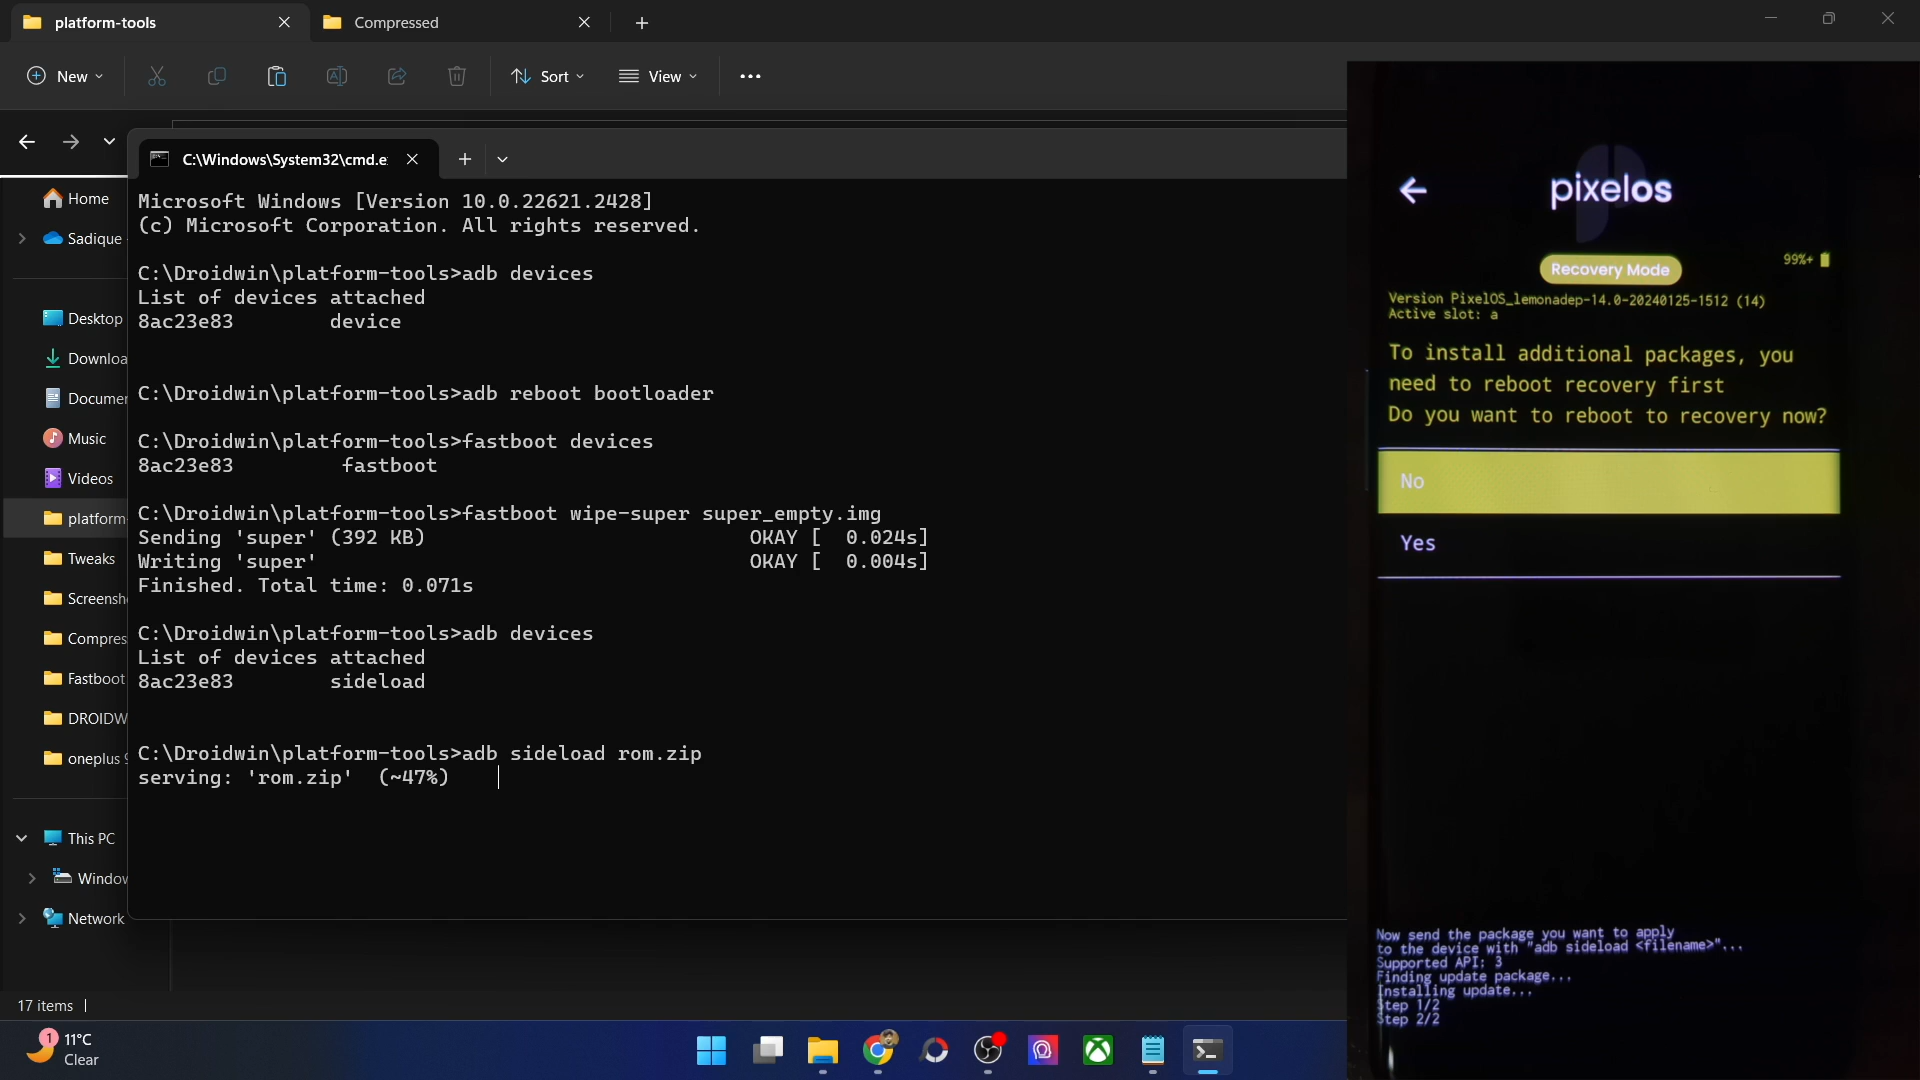 platform-tools
Compressed
New
Sort
View
C:\Windows\System32\cmd.e
Home
Sadique
Desktop
Downloa
Documen
Music
Videos
platform-
Tweaks
Screensh
Compres
Fastboot
DROIDW
oneplus 9
This PC
Window
Network
17 items
Microsoft Windows [Version 10.0.22621.2428]
(c) Microsoft Corporation. All rights reserved.
C:\Droidwin\platform-tools>adb devices
List of devices attached
8ac23e83 device
C:\Droidwin\platform-tools>adb reboot bootloader
C:\Droidwin\platform-tools>fastboot devices
8ac23e83 fastboot
C:\Droidwin\platform-tools>fastboot wipe-super super_empty.img
Sending 'super' (392 KB) OKAY [ 0.024s]
Writing 'super' OKAY [ 0.004s]
Finished. Total time: 0.071s
C:\Droidwin\platform-tools>adb devices
List of devices attached
8ac23e83 sideload
C:\Droidwin\platform-tools>adb sideload rom.zip
serving: 'rom.zip' (~47%)
pixelos
Recovery Mode
99%+
Version PixelOS_lemonadep-14.0-20240125-1512 (14)
Active slot: a
To install additional packages, you
need to reboot recovery first
Do you want to reboot to recovery now?
No
Yes
Now send the package you want to apply
to the device with "adb sideload <filename>"...
Supported API: 3
Finding update package...
Installing update...
Step 1/2
Step 2/2
1
11°C
Clear